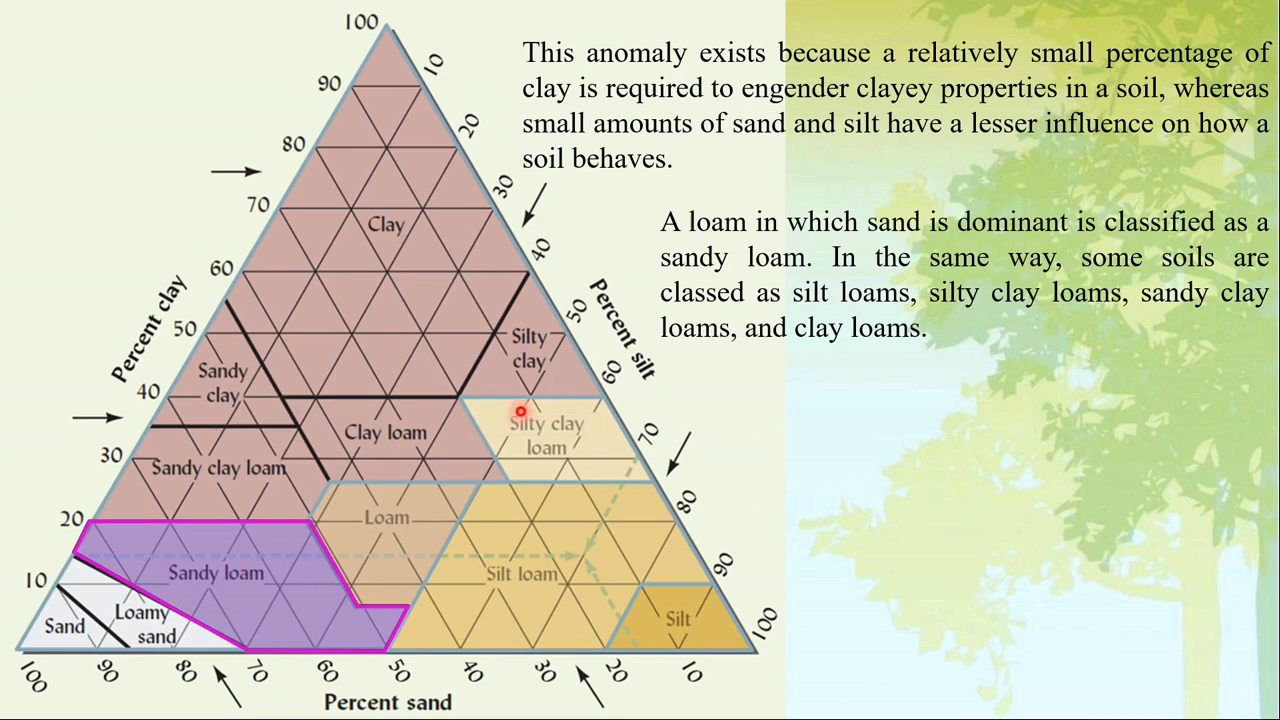 This anomaly exists because a relatively small percentage of
clay is required to engender clayey properties in a soil, whereas
small amounts of sand and silt have a lesser influence on how a
soil behaves.
A loam in which sand is dominant is classified as a
sandy loam. In the same way, some soils are
classed as silt loams, silty clay loams, sandy clay
loams, and clay loams.
100
90
80
70
60
50
40
30
20
10
Percent clay
10
20
30
40
50
60
70
80
90
100
Percent silt
Clay
Silty
clay
Sandy
clay
Clay loam
Silty clay
loam
Sandy clay loam
Loam
Sandy loam
Silt loam
Silt
Loamy
sand
Sand
100
90
80
70
60
50
40
30
20
10
Percent sand